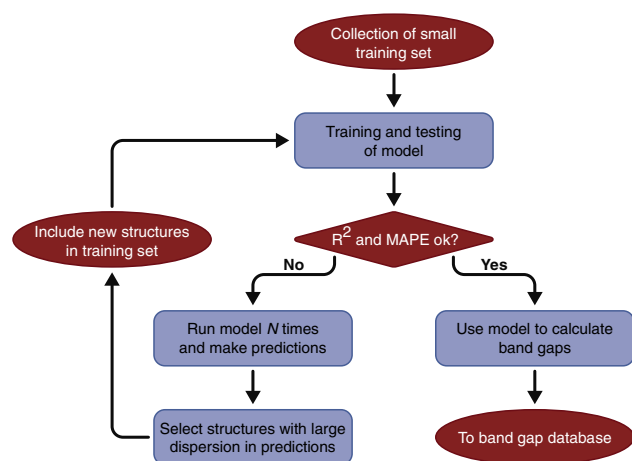 Collection of small
training set
Training and testing
of model
Include new structures
in training set
R² and MAPE ok?
No
Yes
Run model N times
and make predictions
Use model to calculate
band gaps
Select structures with large
dispersion in predictions
To band gap database